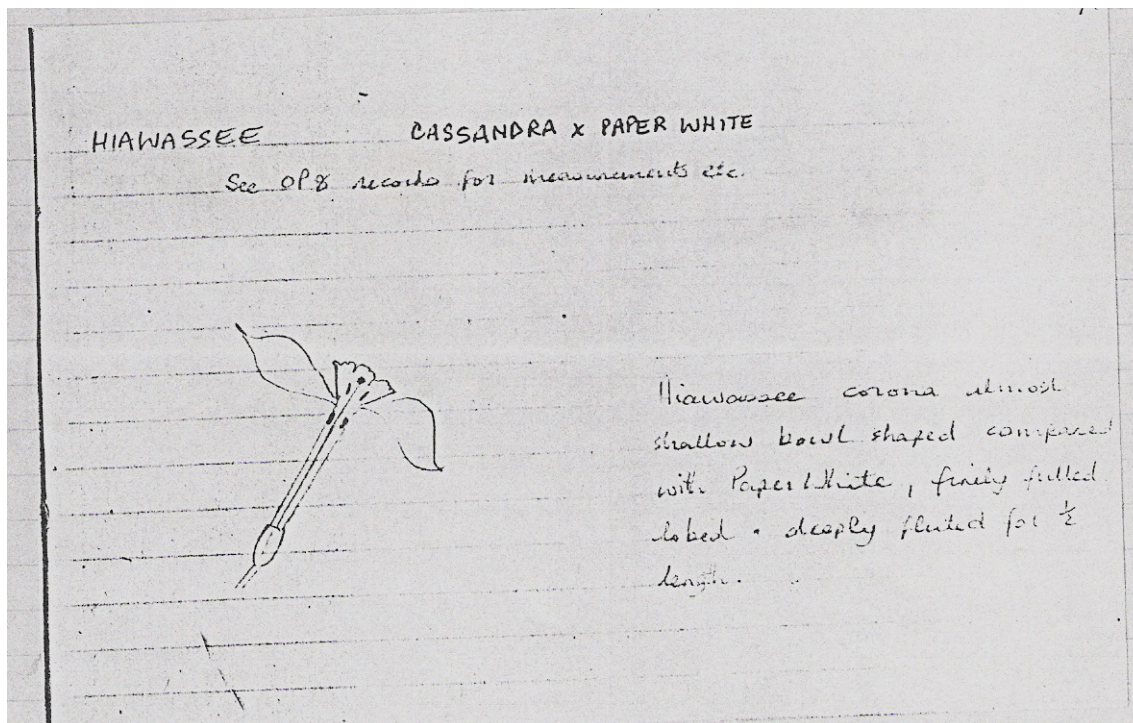 HIAWASSEE CASSANDRA x PAPER WHITE
See OP8 records for measurements etc.
Hiawassee corona almost
shallow bowl shaped compared
with Paper White, finely frilled
lobed • deeply fluted for ½
length.